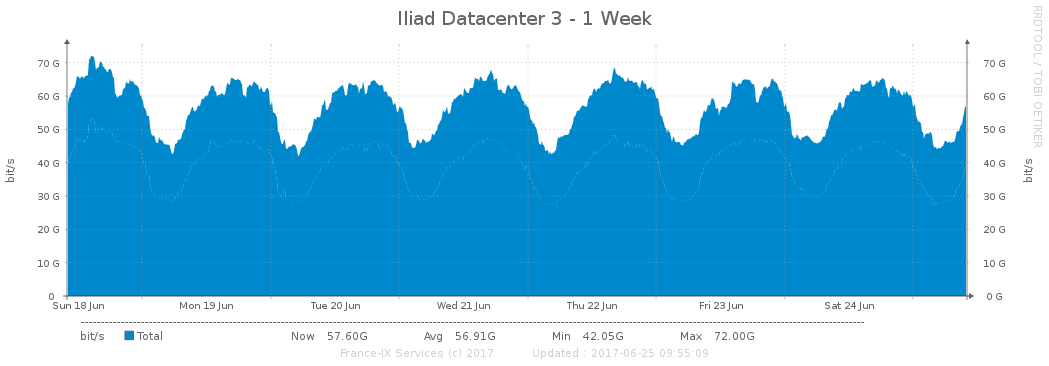 Iliad Datacenter 3 - 1 Week
RRDTOOL / TOBI OETIKER
70 G 70 G
60 G 60 G
50 G 50 G
40 G 40 G
30 G 30 G
20 G 20 G
10 G 10 G
0 0 G
bit/s bit/s
Sun 18 Jun Mon 19 Jun Tue 20 Jun Wed 21 Jun Thu 22 Jun Fri 23 Jun Sat 24 Jun
bit/s Total Now 57.60G Avg 56.91G Min 42.05G Max 72.00G
France-IX Services (c) 2017 Updated : 2017-06-25 09:55:09